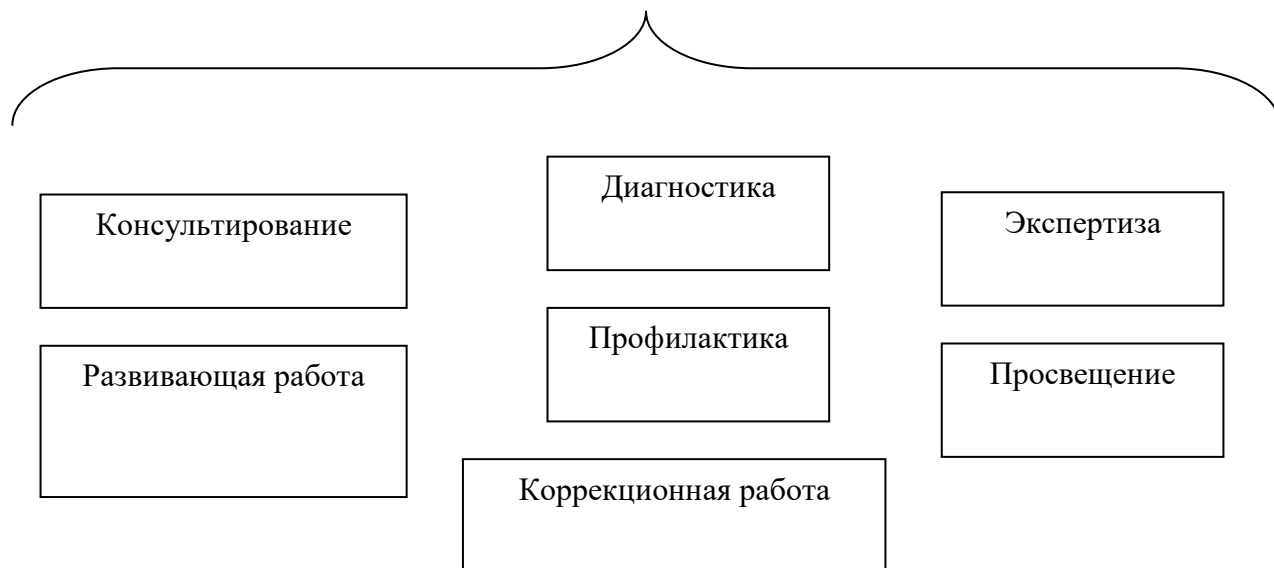 Диагностика
Консультирование
Экспертиза
Профилактика
Развивающая работа
Просвещение
Коррекционная работа